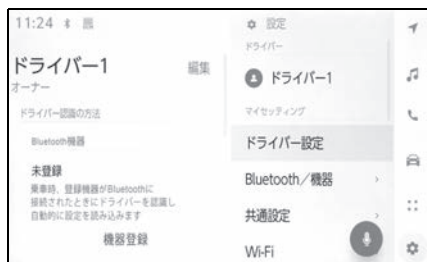 11:24
ドライバー1
編集
オーナー
ドライバー認識の方法
Bluetooth機器
未登録
乗車時、登録機器がBluetoothに
接続されたときにドライバーを認識し
自動的に設定を読み込みます
機器登録
設定
ドライバー
ドライバー1
マイセッティング
ドライバー設定
Bluetooth／機器
共通設定
Wi-Fi